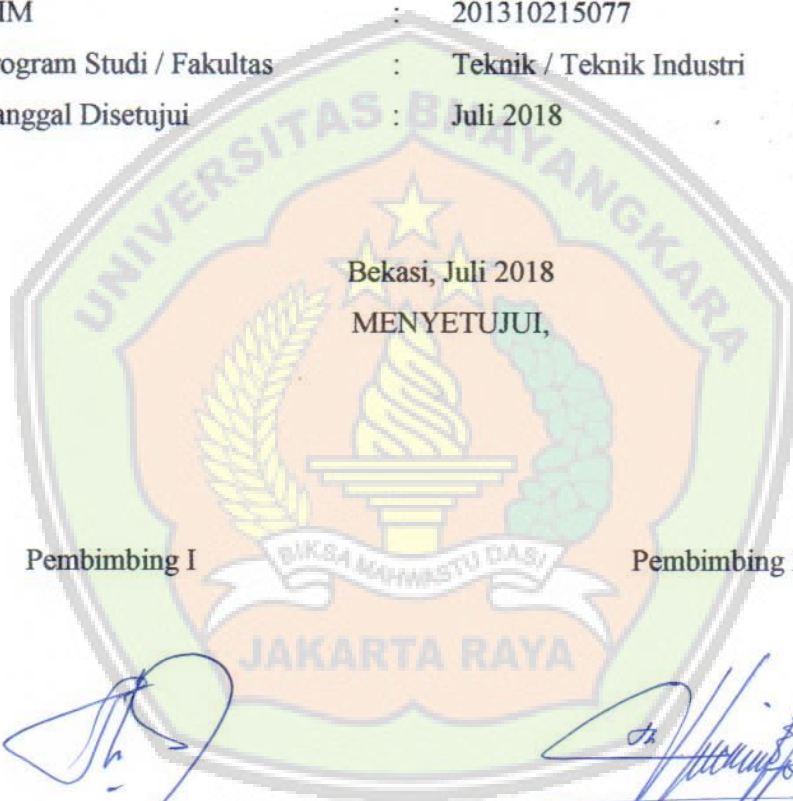 IM : 201310215077
rogram Studi / Fakultas : Teknik / Teknik Industri
anggal Disetujui : Juli 2018
UNIVERSITAS BHAYANGKARA
Bekasi, Juli 2018
MENYETUJUI,
Pembimbing I Pembimbing
BIKSA MAHWASTU DASI
JAKARTA RAYA